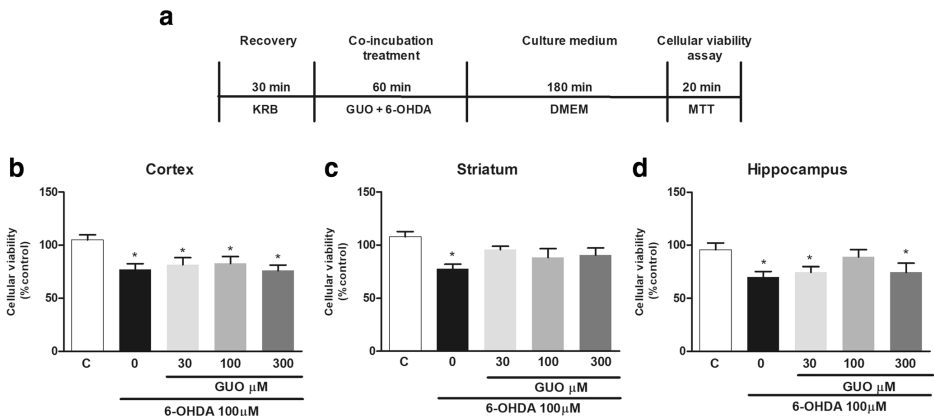 a
Recovery Co-incubation treatment Culture medium Cellular viability assay
30 min 60 min 180 min 20 min
KRB GUO + 6-OHDA DMEM MTT
b
Cortex
Cellular viability
(% control)
150
100
50
0
* * * *
C 0 30 100 300
GUO μM
6-OHDA 100μM
c
Striatum
Cellular viability
(% control)
150
100
50
0
*
C 0 30 100 300
GUO μM
6-OHDA 100μM
d
Hippocampus
Cellular viability
(% control)
150
100
50
0
* * *
C 0 30 100 300
GUO μM
6-OHDA 100μM